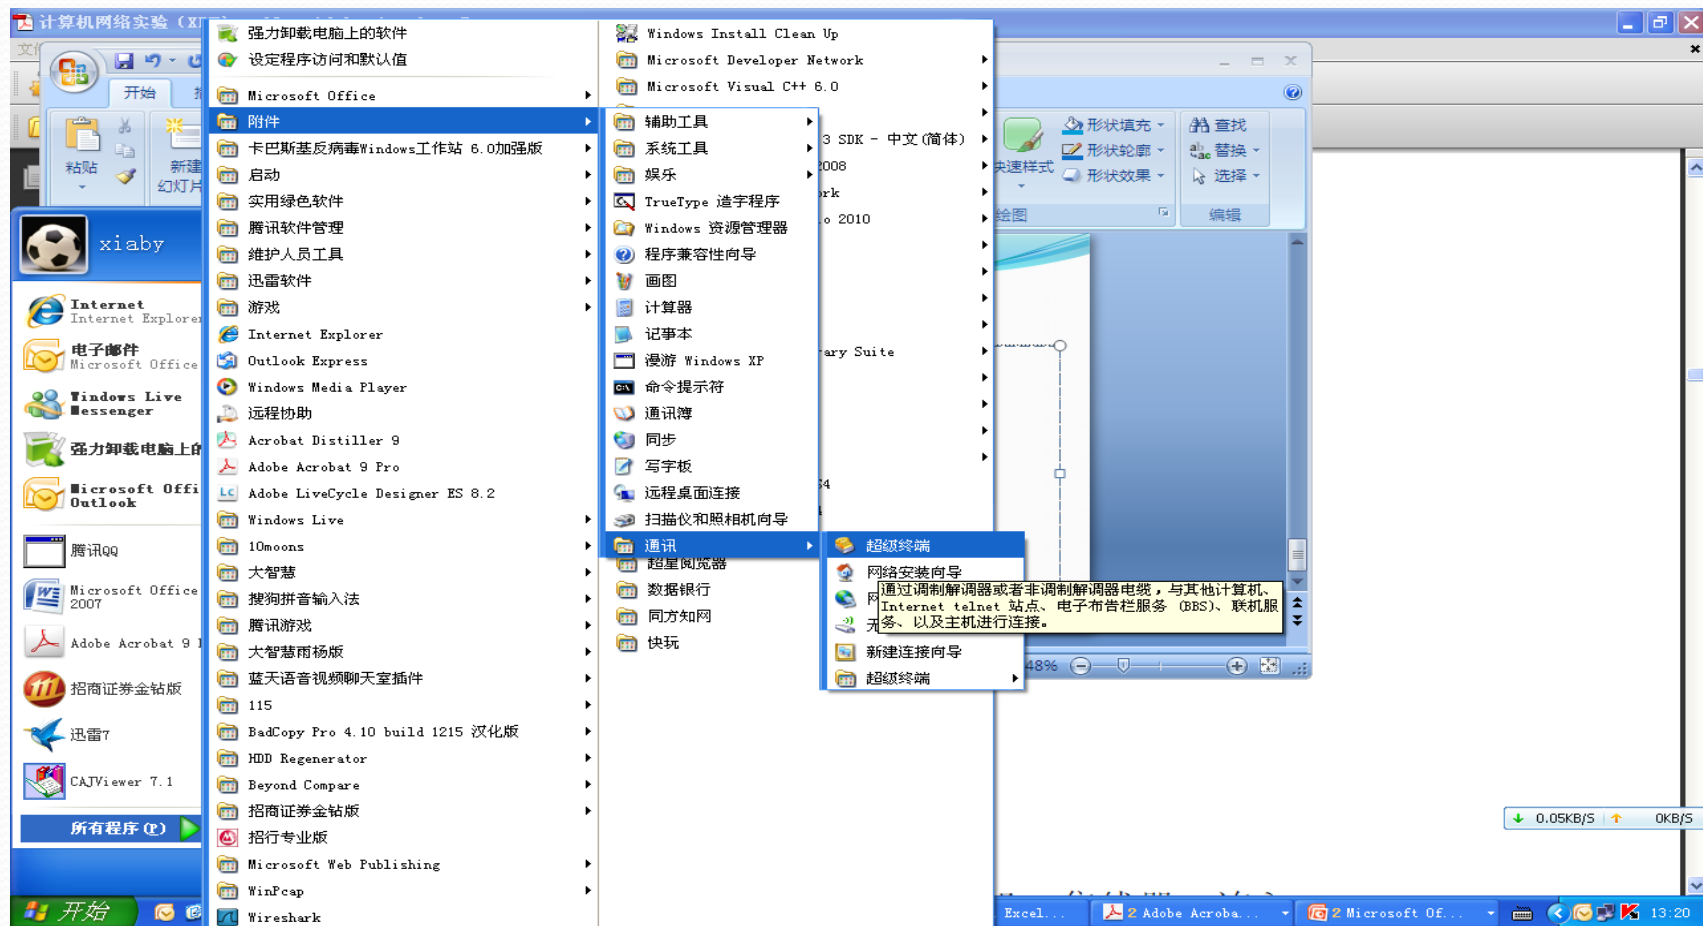 计算机网络实验
开始
粘贴
新建
幻灯片
形状填充
形状轮廓
形状效果
查找
替换
选择
绘图
编辑
48%
xiaby
Internet
Internet Explorer
电子邮件
Microsoft Office
Windows Live
Messenger
强力卸载电脑上的
Microsoft Offi
Outlook
腾讯QQ
Microsoft Office
2007
Adobe Acrobat 9
招商证券金钻版
迅雷7
CAJViewer 7.1
所有程序(P)
强力卸载电脑上的软件
设定程序访问和默认值
Microsoft Office
附件
卡巴斯基反病毒Windows工作站 6.0加强版
启动
实用绿色软件
腾讯软件管理
维护人员工具
迅雷软件
游戏
Internet Explorer
Outlook Express
Windows Media Player
远程协助
Acrobat Distiller 9
Adobe Acrobat 9 Pro
Adobe LiveCycle Designer ES 8.2
Windows Live
10moons
大智慧
搜狗拼音输入法
腾讯游戏
大智慧雨杨版
蓝天语音视频聊天室插件
115
BadCopy Pro 4.10 build 1215 汉化版
HDD Regenerator
Beyond Compare
招商证券金钻版
招行专业版
Microsoft Web Publishing
WinPcap
Wireshark
Windows Install Clean Up
Microsoft Developer Network
Microsoft Visual C++ 6.0
3 SDK - 中文(简体)
2008
rk
o 2010
ary Suite
超星阅览器
数据银行
同方知网
快玩
辅助工具
系统工具
娱乐
TrueType 造字程序
Windows 资源管理器
程序兼容性向导
画图
计算器
记事本
漫游 Windows XP
命令提示符
通讯簿
同步
写字板
远程桌面连接
扫描仪和照相机向导
通讯
超级终端
网络安装向导
无
新建连接向导
超级终端
通过调制解调器或者非调制解调器电缆，与其他计算机、
Internet telnet 站点、电子布告栏服务 (BBS)、联机服
务、以及主机进行连接。
0.05KB/S
0KB/S
开始
Excel...
2 Adobe Acroba...
2 Microsoft Of...
13:20